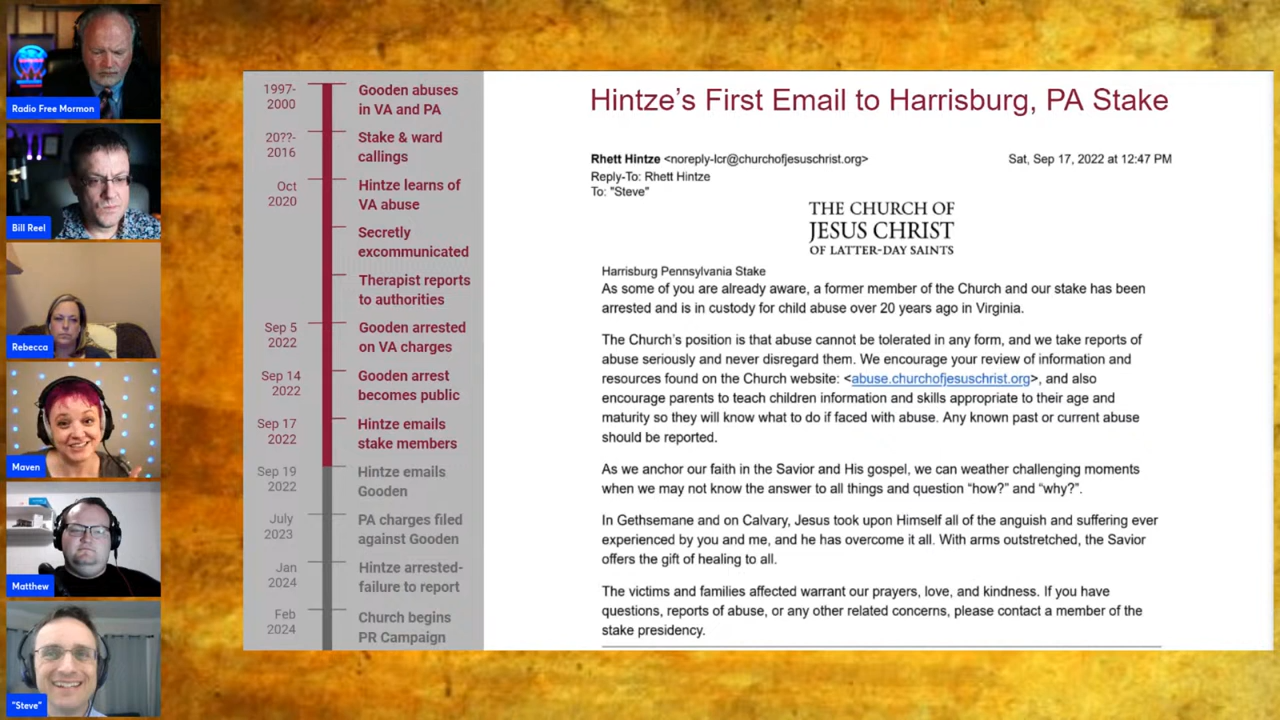 Radio Free Mormon
Bill Reel
Rebecca
Maven
Matthew
"Steve"
1997-
2000
Gooden abuses
in VA and PA
20??-
2016
Stake & ward
callings
Oct
2020
Hintze learns of
VA abuse
Secretly
excommunicated
Therapist reports
to authorities
Sep 5
2022
Gooden arrested
on VA charges
Sep 14
2022
Gooden arrest
becomes public
Sep 17
2022
Hintze emails
stake members
Sep 19
2022
Hintze emails
Gooden
July
2023
PA charges filed
against Gooden
Jan
2024
Hintze arrested-
failure to report
Feb
2024
Church begins
PR Campaign
Hintze's First Email to Harrisburg, PA Stake
Rhett Hintze <noreply-lcr@churchofjesuschrist.org> Sat, Sep 17, 2022 at 12:47 PM
Reply-To: Rhett Hintze
To: "Steve"
THE CHURCH OF
JESUS CHRIST
OF LATTER-DAY SAINTS
Harrisburg Pennsylvania Stake
As some of you are already aware, a former member of the Church and our stake has been
arrested and is in custody for child abuse over 20 years ago in Virginia.
The Church's position is that abuse cannot be tolerated in any form, and we take reports of
abuse seriously and never disregard them. We encourage your review of information and
resources found on the Church website: <abuse.churchofjesuschrist.org>, and also
encourage parents to teach children information and skills appropriate to their age and
maturity so they will know what to do if faced with abuse. Any known past or current abuse
should be reported.
As we anchor our faith in the Savior and His gospel, we can weather challenging moments
when we may not know the answer to all things and question "how?" and "why?".
In Gethsemane and on Calvary, Jesus took upon Himself all of the anguish and suffering ever
experienced by you and me, and he has overcome it all. With arms outstretched, the Savior
offers the gift of healing to all.
The victims and families affected warrant our prayers, love, and kindness. If you have
questions, reports of abuse, or any other related concerns, please contact a member of the
stake presidency.